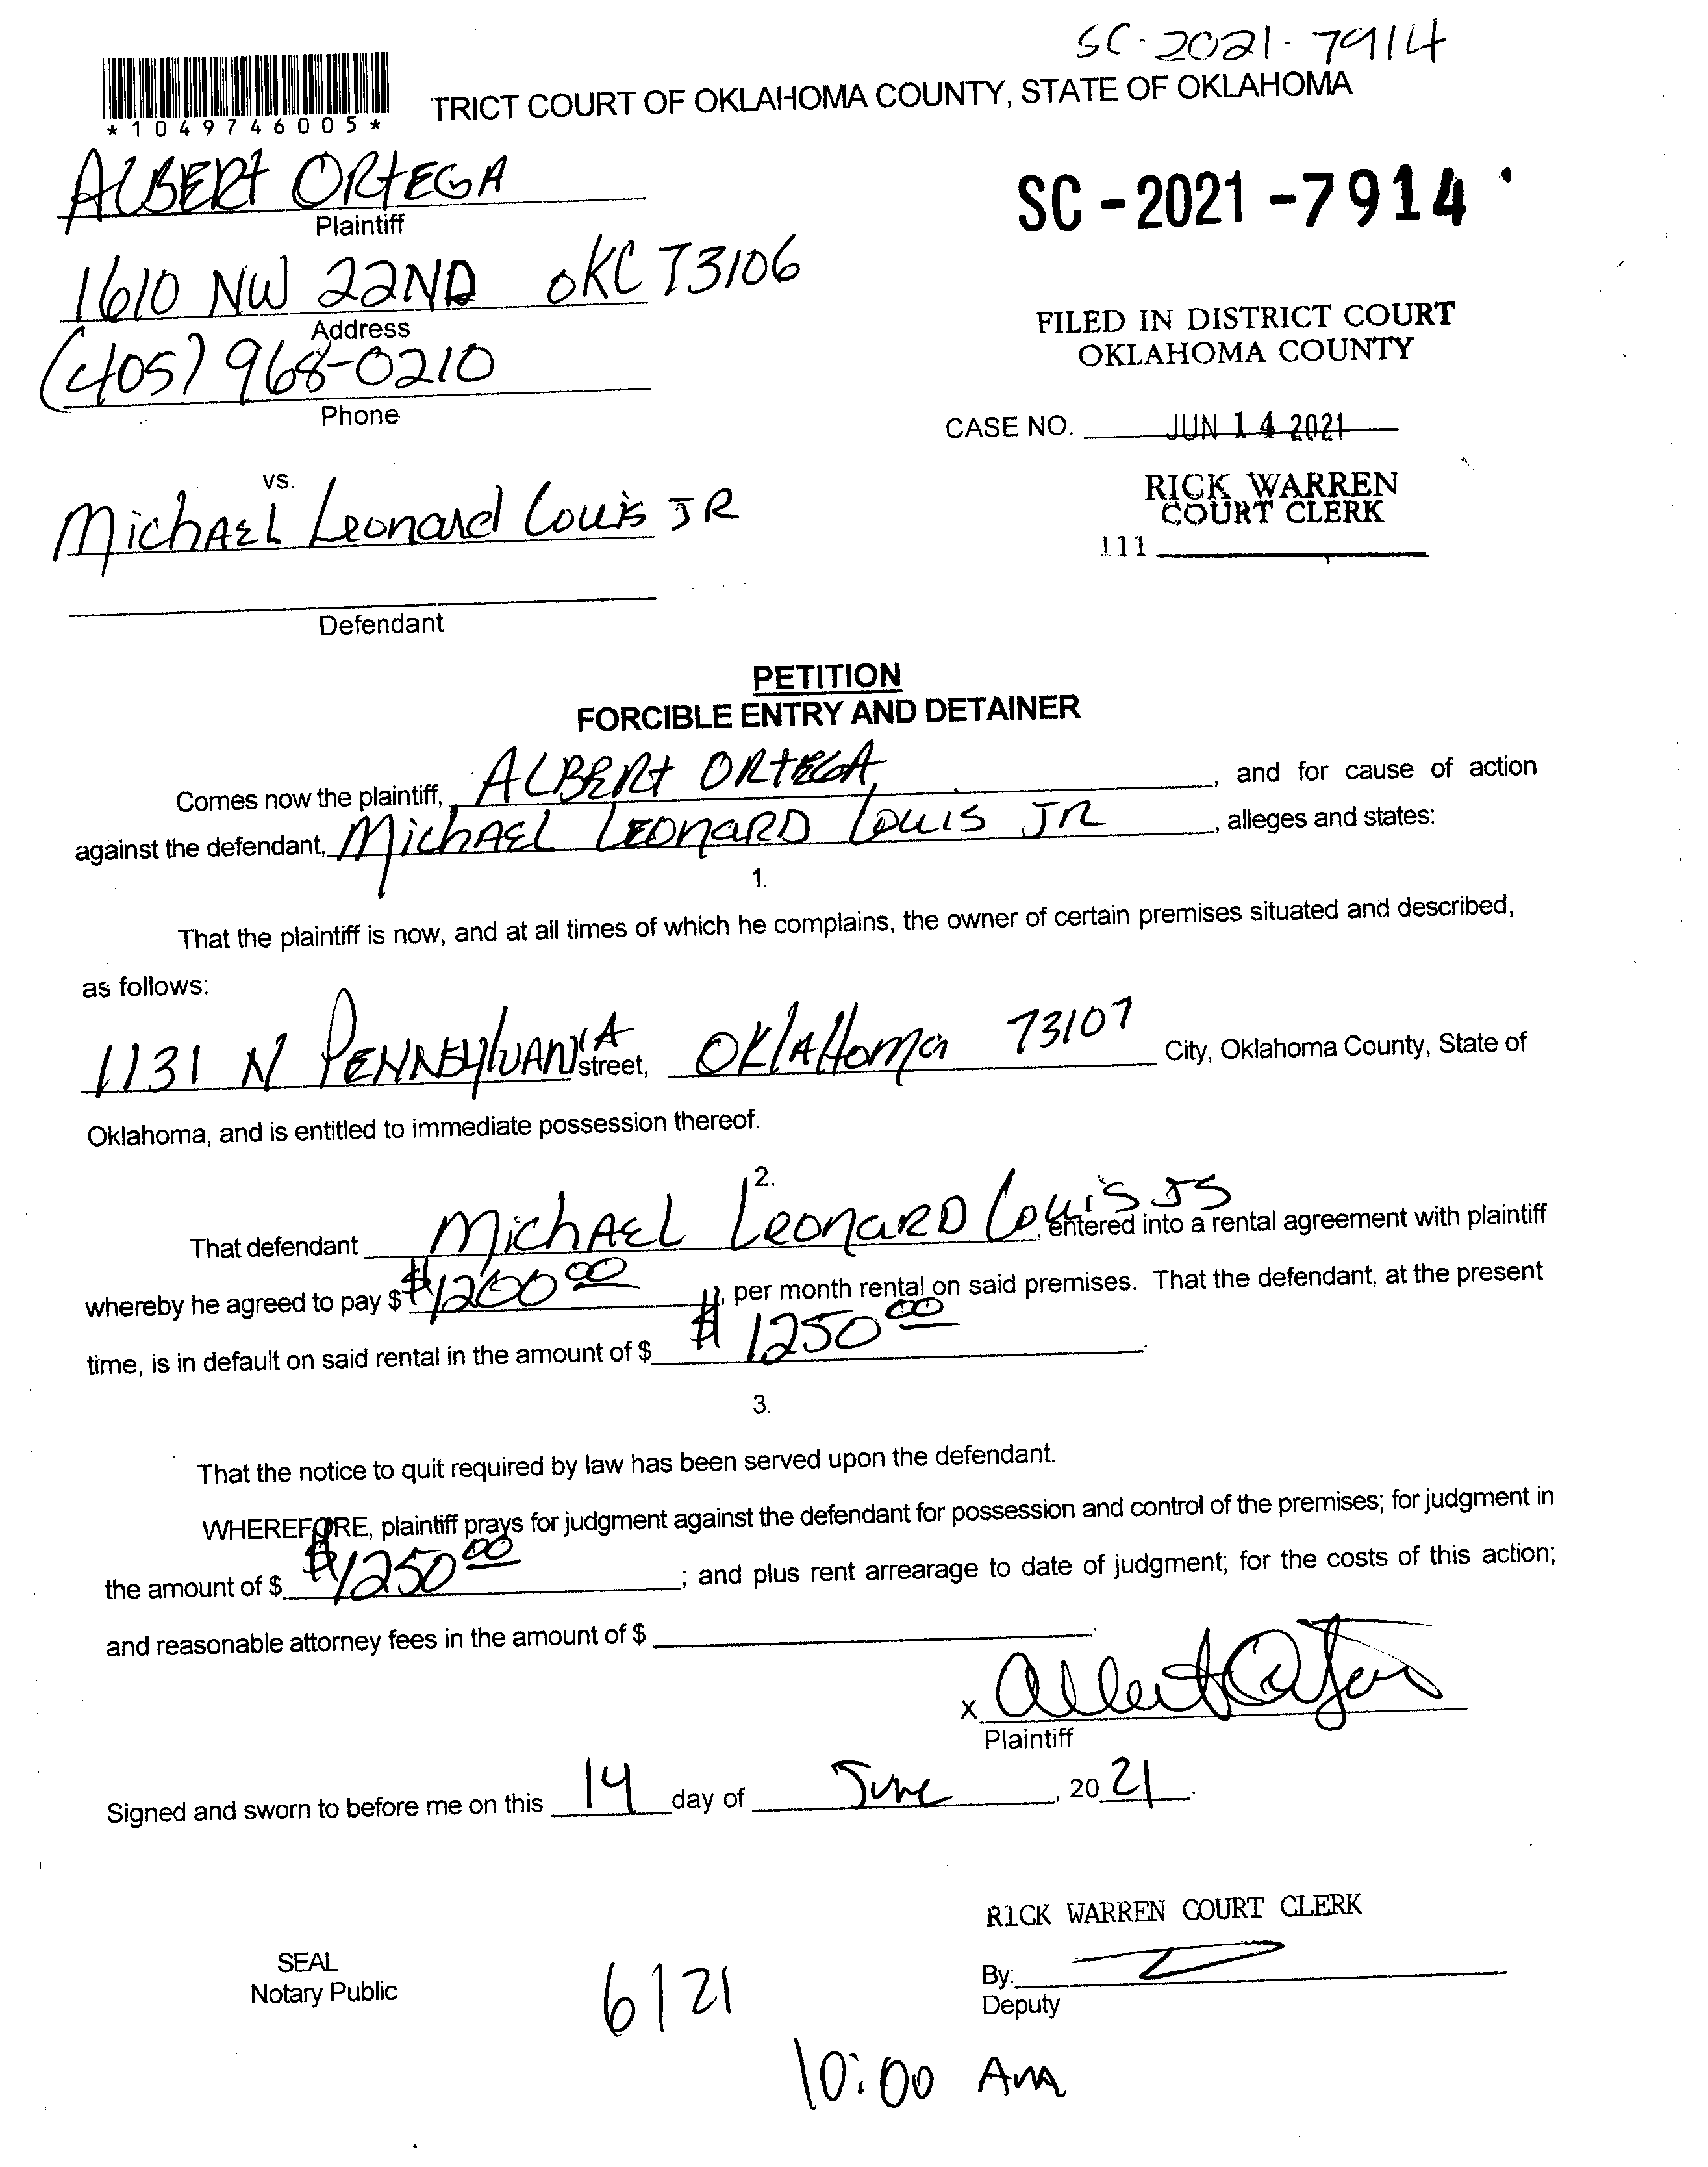 SC-2021-7914
*1049746005*
TRICT COURT OF OKLAHOMA COUNTY, STATE OF OKLAHOMA
ALBERt ORtEGA
Plaintiff
SC-2021-7914
1610 NW 22ND OKC 73106
Address
FILED IN DISTRICT COURT
OKLAHOMA COUNTY
(405) 968-0210
Phone
CASE NO. JUN 14 2021
vs.
RICK WARREN
COURT CLERK
111
MichAEL Leonard Louis JR
Defendant
PETITION
FORCIBLE ENTRY AND DETAINER
Comes now the plaintiff, ALBERt ORtEGA, and for cause of action
against the defendant, MichAEL LEONARD Louis JR, alleges and states:
1.
That the plaintiff is now, and at all times of which he complains, the owner of certain premises situated and described,
as follows:
1131 N PENNSylvANiA street, OKlAHoma 73107 City, Oklahoma County, State of
Oklahoma, and is entitled to immediate possession thereof.
2.
That defendant MichAEL LeonARD Louis JS, entered into a rental agreement with plaintiff
whereby he agreed to pay $ $1200.00, per month rental on said premises. That the defendant, at the present
time, is in default on said rental in the amount of $ $1250.00.
3.
That the notice to quit required by law has been served upon the defendant.
WHEREFORE, plaintiff prays for judgment against the defendant for possession and control of the premises; for judgment in
the amount of $ $1250.00; and plus rent arrearage to date of judgment; for the costs of this action;
and reasonable attorney fees in the amount of $
x
Plaintiff
Signed and sworn to before me on this 14 day of June, 2021.
RICK WARREN COURT CLERK
SEAL
Notary Public
By:
Deputy
6/21
10:00 Am